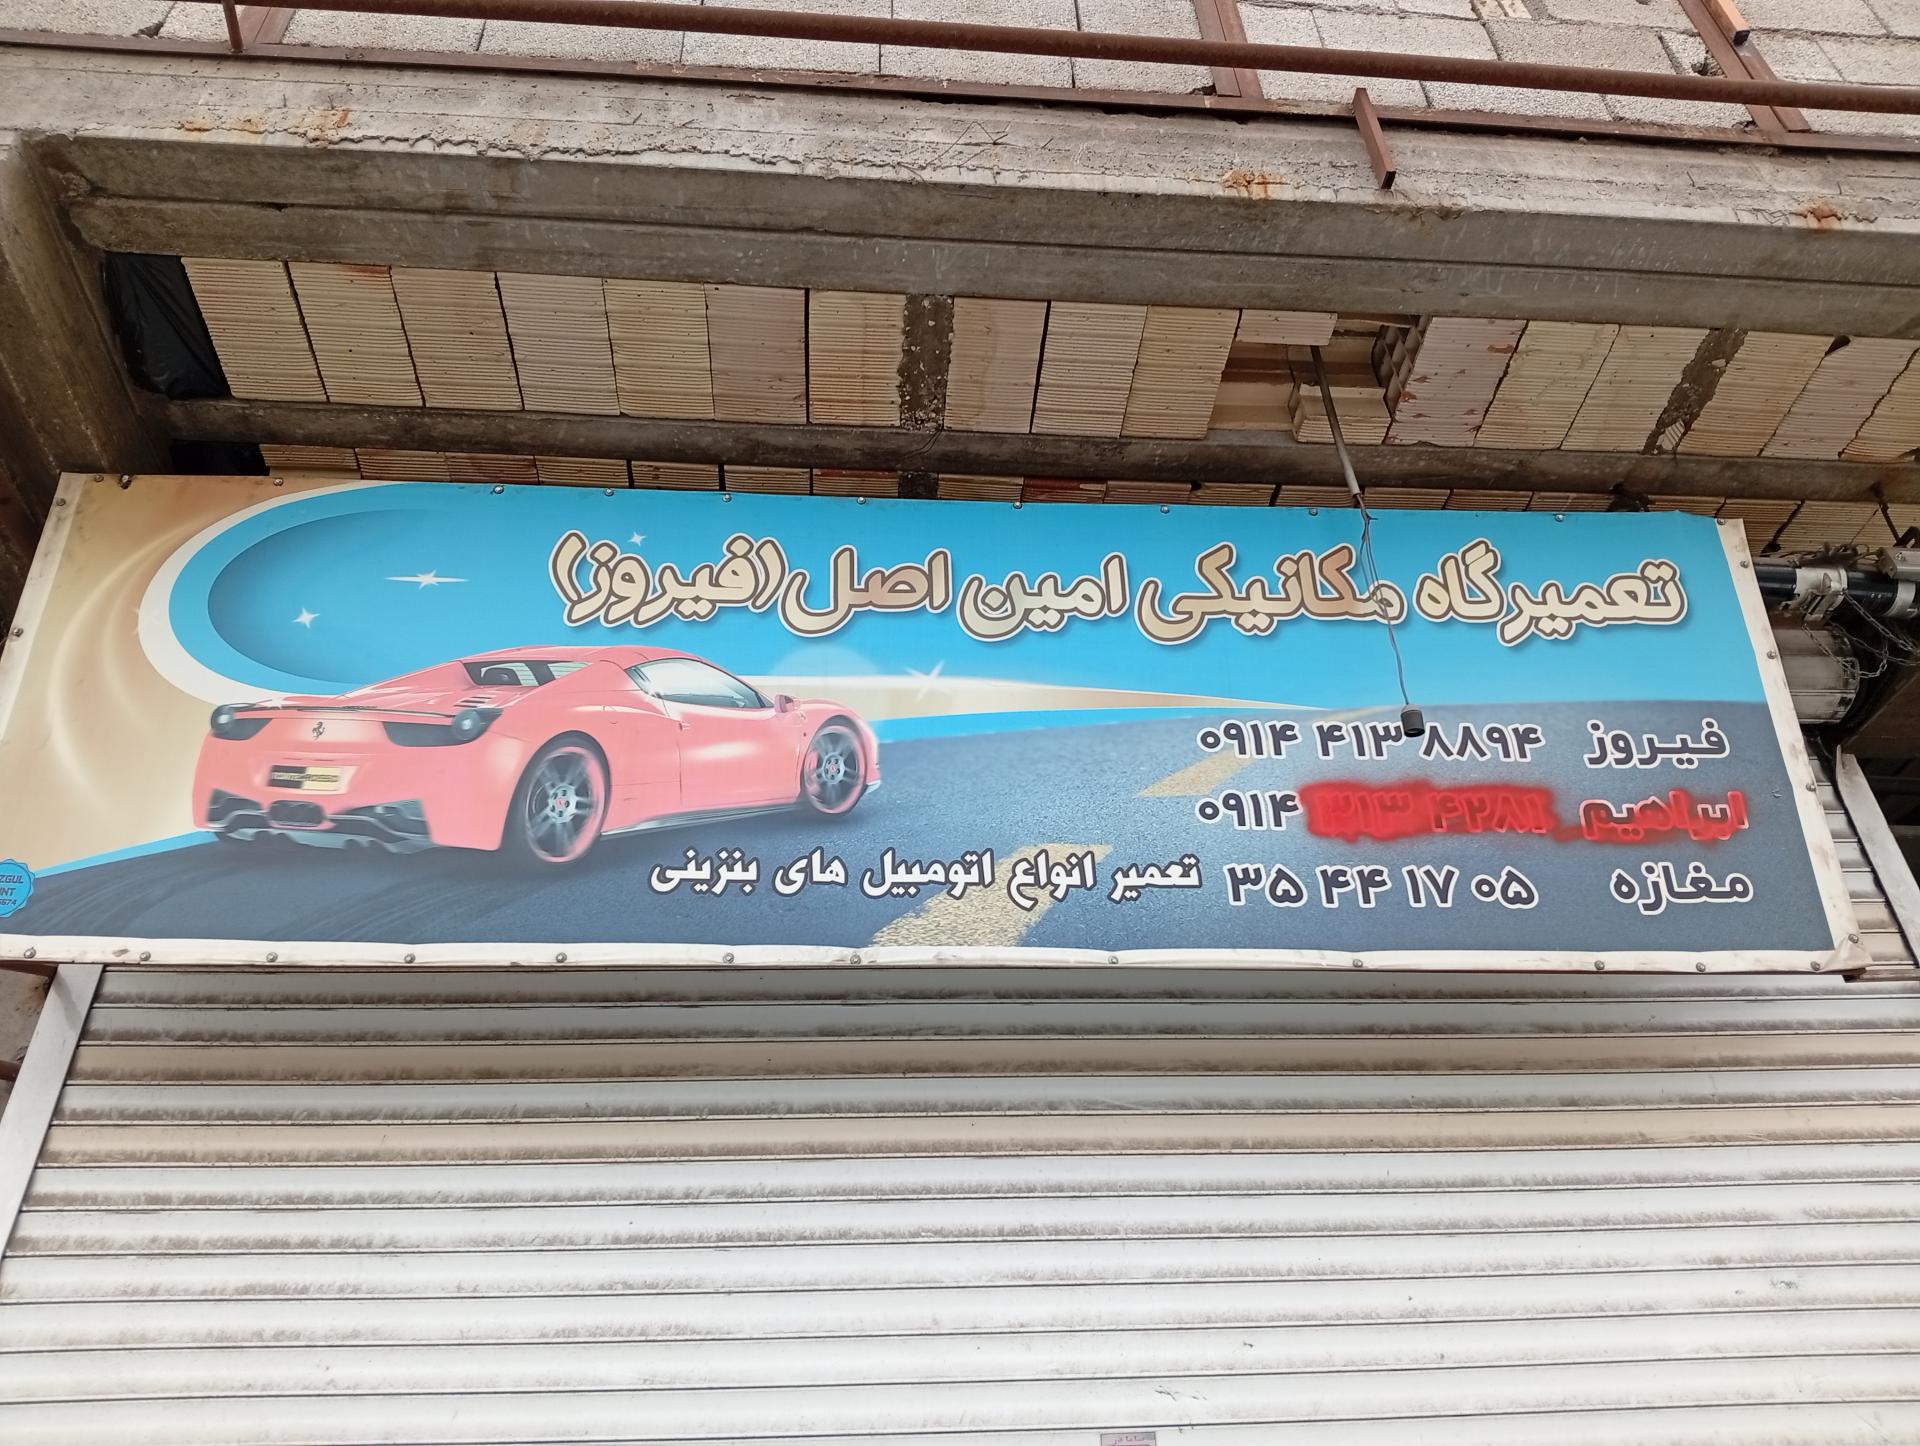 تعمیرگاه مکانیکی امین اصل (فیروز)
فیروز ۰۹۱۴ ۴۱۳ ۸۸۹۴
ابراهیم ۰۹۱۴
مغازه ۳۵ ۴۴ ۱۷ ۰۵
تعمیر انواع اتومبیل های بنزینی